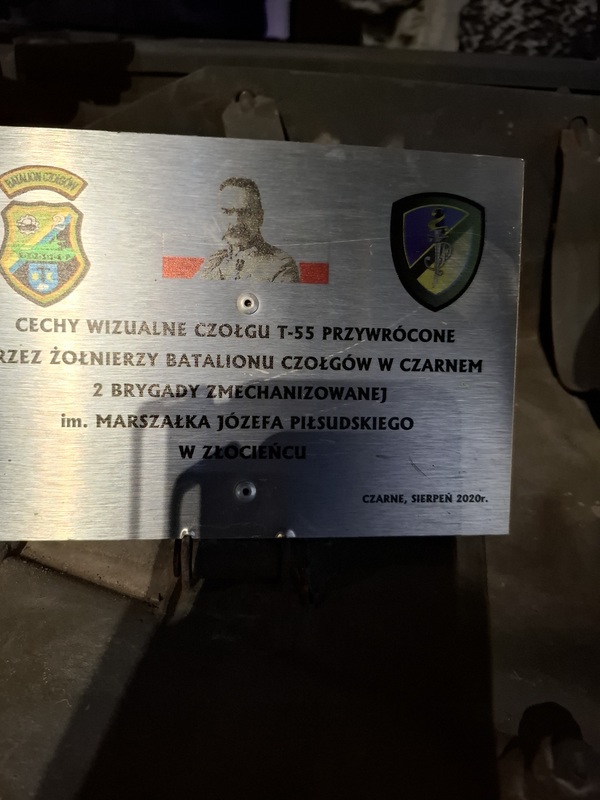 BATALION CZOŁGÓW
CECHY WIZUALNE CZOŁGU T-55 PRZYWRÓCONE
RZEZ ŻOŁNIERZY BATALIONU CZOŁGÓW W CZARNEM
2 BRYGADY ZMECHANIZOWANEJ
im. MARSZAŁKA JÓZEFA PIŁSUDSKIEGO
W ZŁOCIEŃCU
CZARNE, SIERPEŃ 2020r.